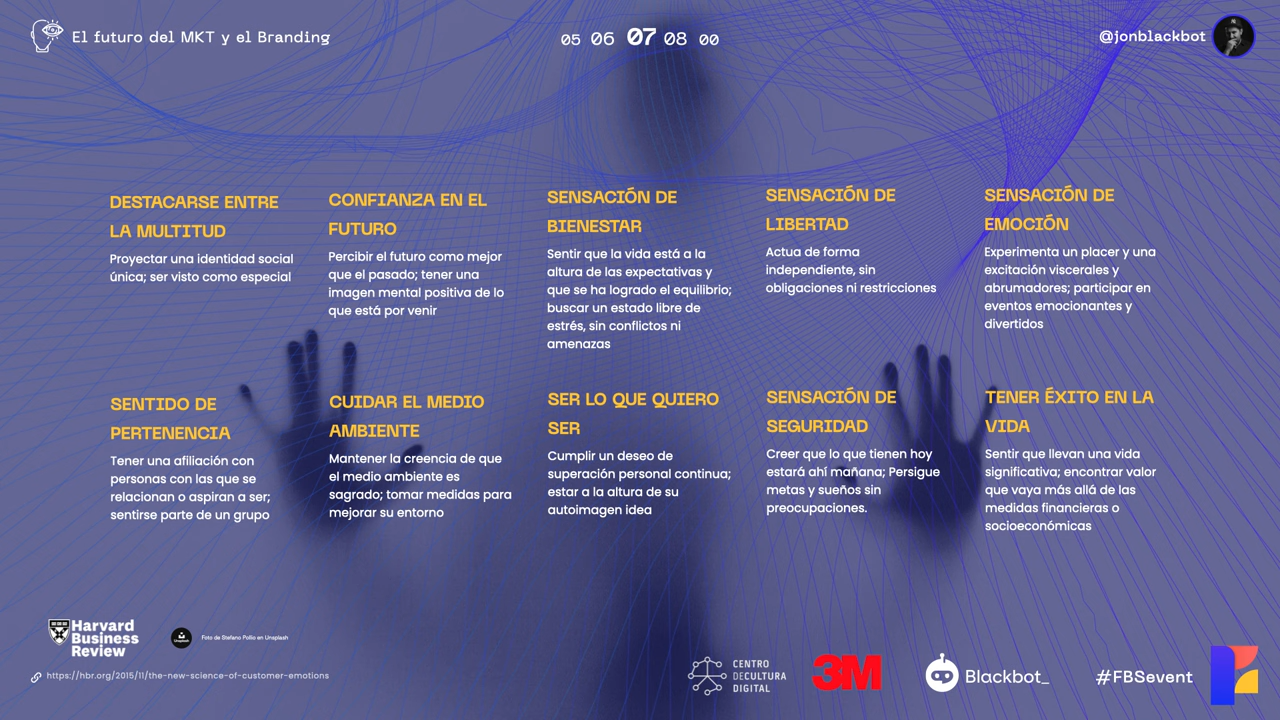 El futuro del MKT y el Branding
05 06 07 08 00
@jonblackbot
DESTACARSE ENTRE
LA MULTITUD
Proyectar una identidad social
única; ser visto como especial
CONFIANZA EN EL
FUTURO
Percibir el futuro como mejor
que el pasado; tener una
imagen mental positiva de lo
que está por venir
SENSACIÓN DE
BIENESTAR
Sentir que la vida está a la
altura de las expectativas y
que se ha logrado el equilibrio;
buscar un estado libre de
estrés, sin conflictos ni
amenazas
SENSACIÓN DE
LIBERTAD
Actua de forma
independiente, sin
obligaciones ni restricciones
SENSACIÓN DE
EMOCIÓN
Experimenta un placer y una
excitación viscerales y
abrumadores; participar en
eventos emocionantes y
divertidos
SENTIDO DE
PERTENENCIA
Tener una afiliación con
personas con las que se
relacionan o aspiran a ser;
sentirse parte de un grupo
CUIDAR EL MEDIO
AMBIENTE
Mantener la creencia de que
el medio ambiente es
sagrado; tomar medidas para
mejorar su entorno
SER LO QUE QUIERO
SER
Cumplir un deseo de
superación personal continua;
estar a la altura de su
autoimagen idea
SENSACIÓN DE
SEGURIDAD
Creer que lo que tienen hoy
estará ahí mañana; Persigue
metas y sueños sin
preocupaciones.
TENER ÉXITO EN LA
VIDA
Sentir que llevan una vida
significativa; encontrar valor
que vaya más allá de las
medidas financieras o
socioeconómicas
Harvard
Business
Review
Unsplash
Foto de Stefano Pollio en Unsplash
https://hbr.org/2015/11/the-new-science-of-customer-emotions
CENTRO
DECULTURA
DIGITAL
3M
Blackbot_
#FBSevent